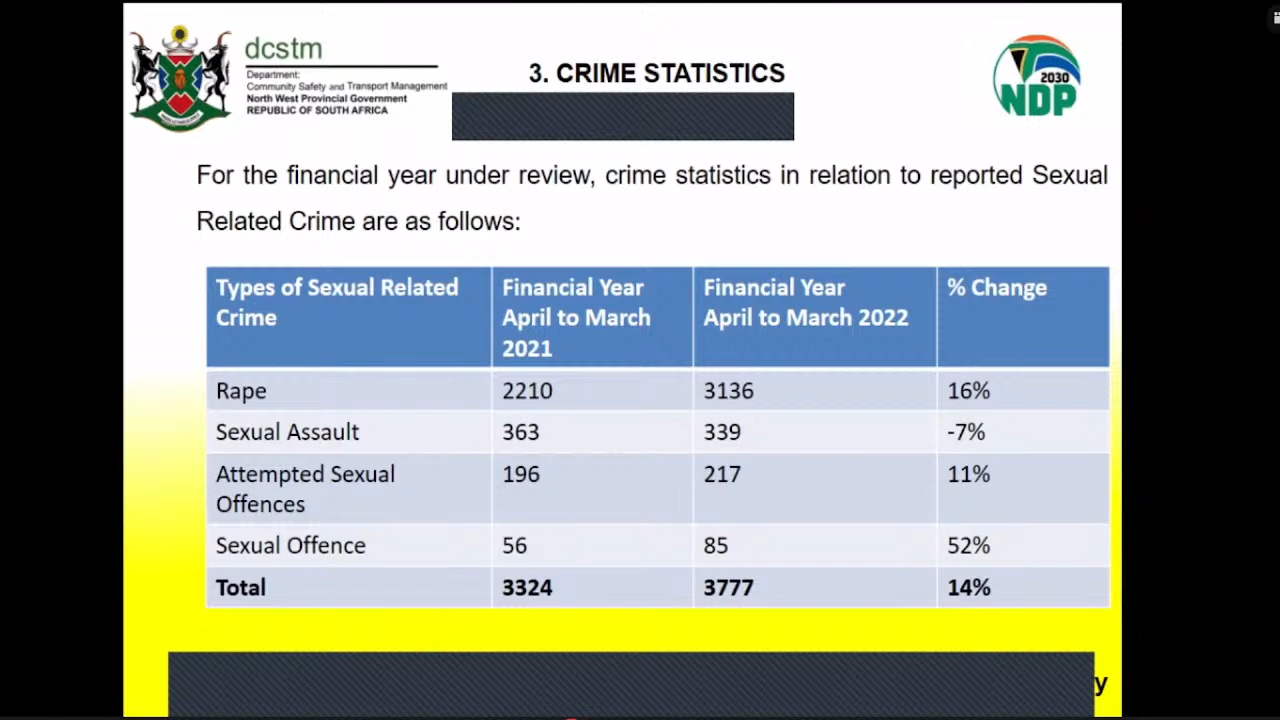 dcstm
Department:
Community Safety and Transport Management
North West Provincial Government
REPUBLIC OF SOUTH AFRICA
3. CRIME STATISTICS
2030
NDP
For the financial year under review, crime statistics in relation to reported Sexual
Related Crime are as follows:
Types of Sexual Related Crime | Financial Year April to March 2021 | Financial Year April to March 2022 | % Change
Rape | 2210 | 3136 | 16%
Sexual Assault | 363 | 339 | -7%
Attempted Sexual Offences | 196 | 217 | 11%
Sexual Offence | 56 | 85 | 52%
Total | 3324 | 3777 | 14%
y